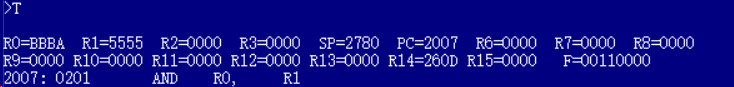 >T
R0=BBBA R1=5555 R2=0000 R3=0000 SP=2780 PC=2007 R6=0000 R7=0000 R8=0000
R9=0000 R10=0000 R11=0000 R12=0000 R13=0000 R14=260D R15=0000 F=00110000
2007: 0201 AND R0, R1